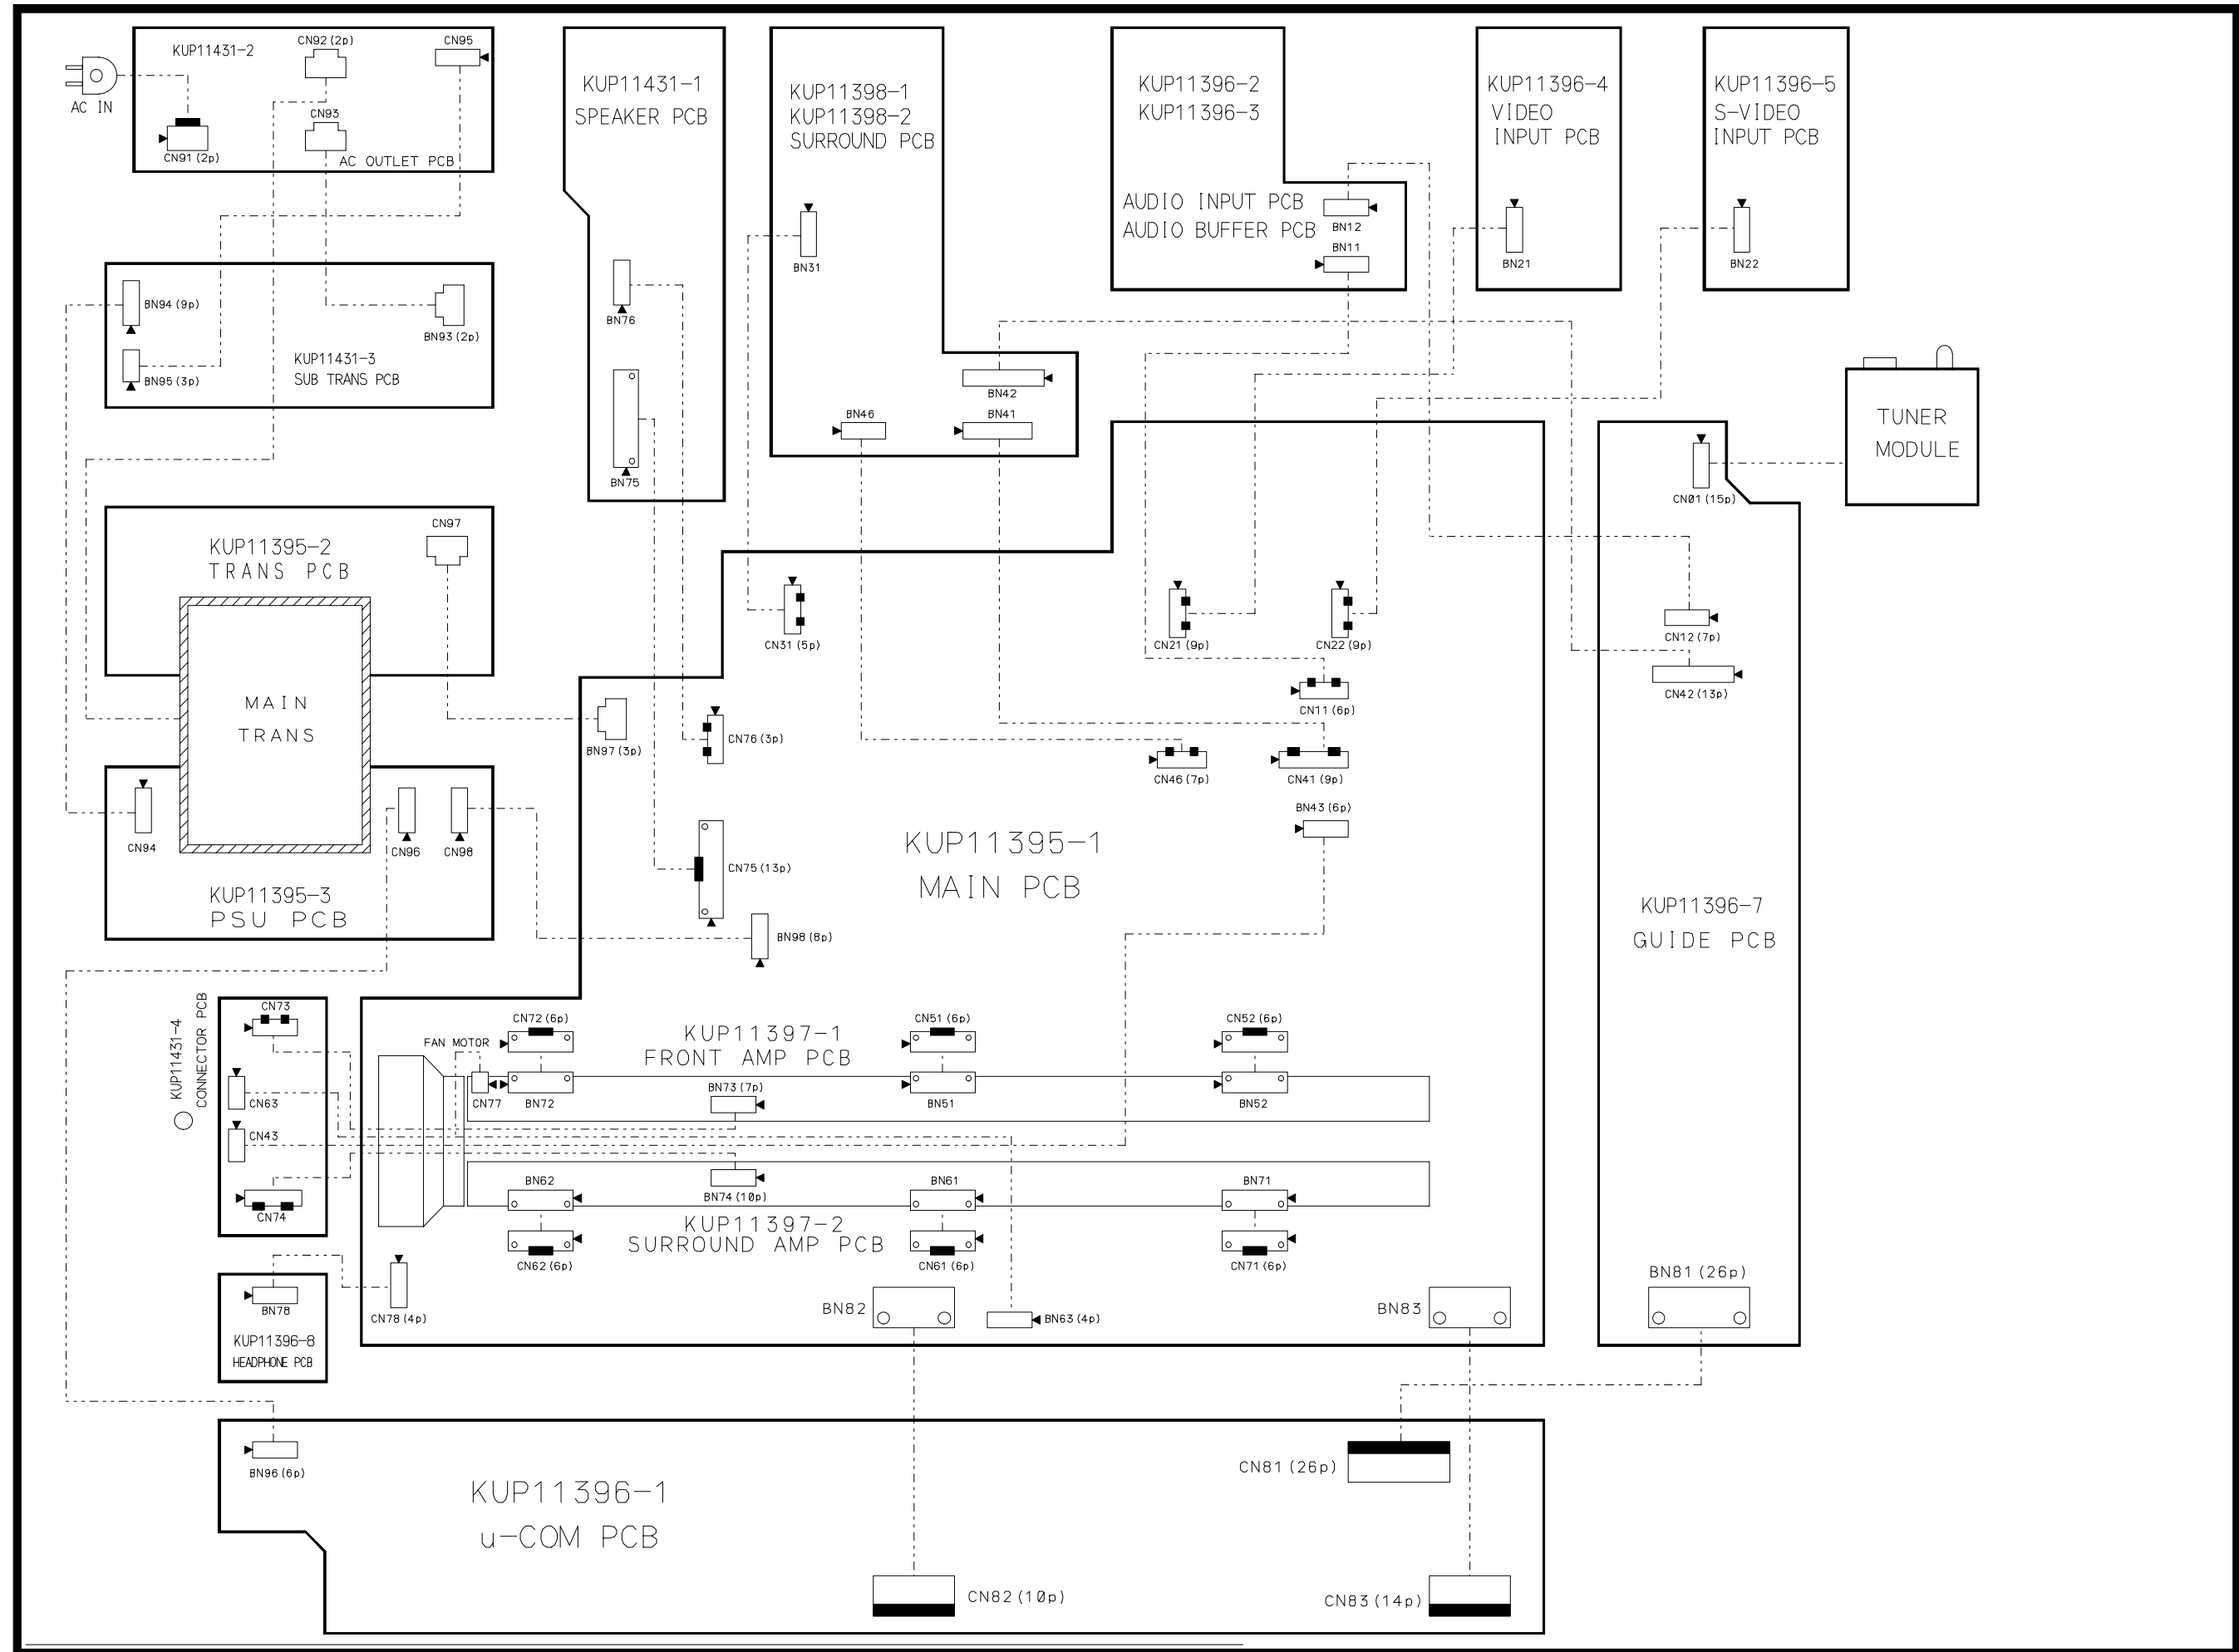 KUP11431-2
CN92 (2p)
CN95
AC IN
CN93
CN91 (2p)
AC OUTLET PCB
KUP11431-1
SPEAKER PCB
BN76
BN75
KUP11398-1
KUP11398-2
SURROUND PCB
BN31
BN42
BN46
BN41
KUP11396-2
KUP11396-3
AUDIO INPUT PCB
AUDIO BUFFER PCB
BN12
BN11
KUP11396-4
VIDEO
INPUT PCB
BN21
KUP11396-5
S-VIDEO
INPUT PCB
BN22
BN94 (9p)
BN93 (2p)
BN95 (3p)
KUP11431-3
SUB TRANS PCB
TUNER
MODULE
CN01 (15p)
CN12 (7p)
CN42 (13p)
KUP11396-7
GUIDE PCB
BN81 (26p)
KUP11395-2
TRANS PCB
CN97
MAIN
TRANS
CN94
CN96
CN98
KUP11395-3
PSU PCB
CN31 (5p)
CN21 (9p)
CN22 (9p)
CN11 (6p)
BN97 (3p)
CN76 (3p)
CN46 (7p)
CN41 (9p)
BN43 (6p)
KUP11395-1
MAIN PCB
CN75 (13p)
BN98 (8p)
KUP11431-4
CONNECTOR PCB
CN73
CN63
CN43
CN74
CN72 (6p)
KUP11397-1
FRONT AMP PCB
CN51 (6p)
CN52 (6p)
FAN MOTOR
CN77
BN72
BN73 (7p)
BN51
BN52
BN62
BN74 (10p)
BN61
BN71
KUP11397-2
SURROUND AMP PCB
CN62 (6p)
CN61 (6p)
CN71 (6p)
CN78 (4p)
BN82
BN63 (4p)
BN83
BN78
KUP11396-8
HEADPHONE PCB
BN96 (6p)
KUP11396-1
u-COM PCB
CN81 (26p)
CN82 (10p)
CN83 (14p)